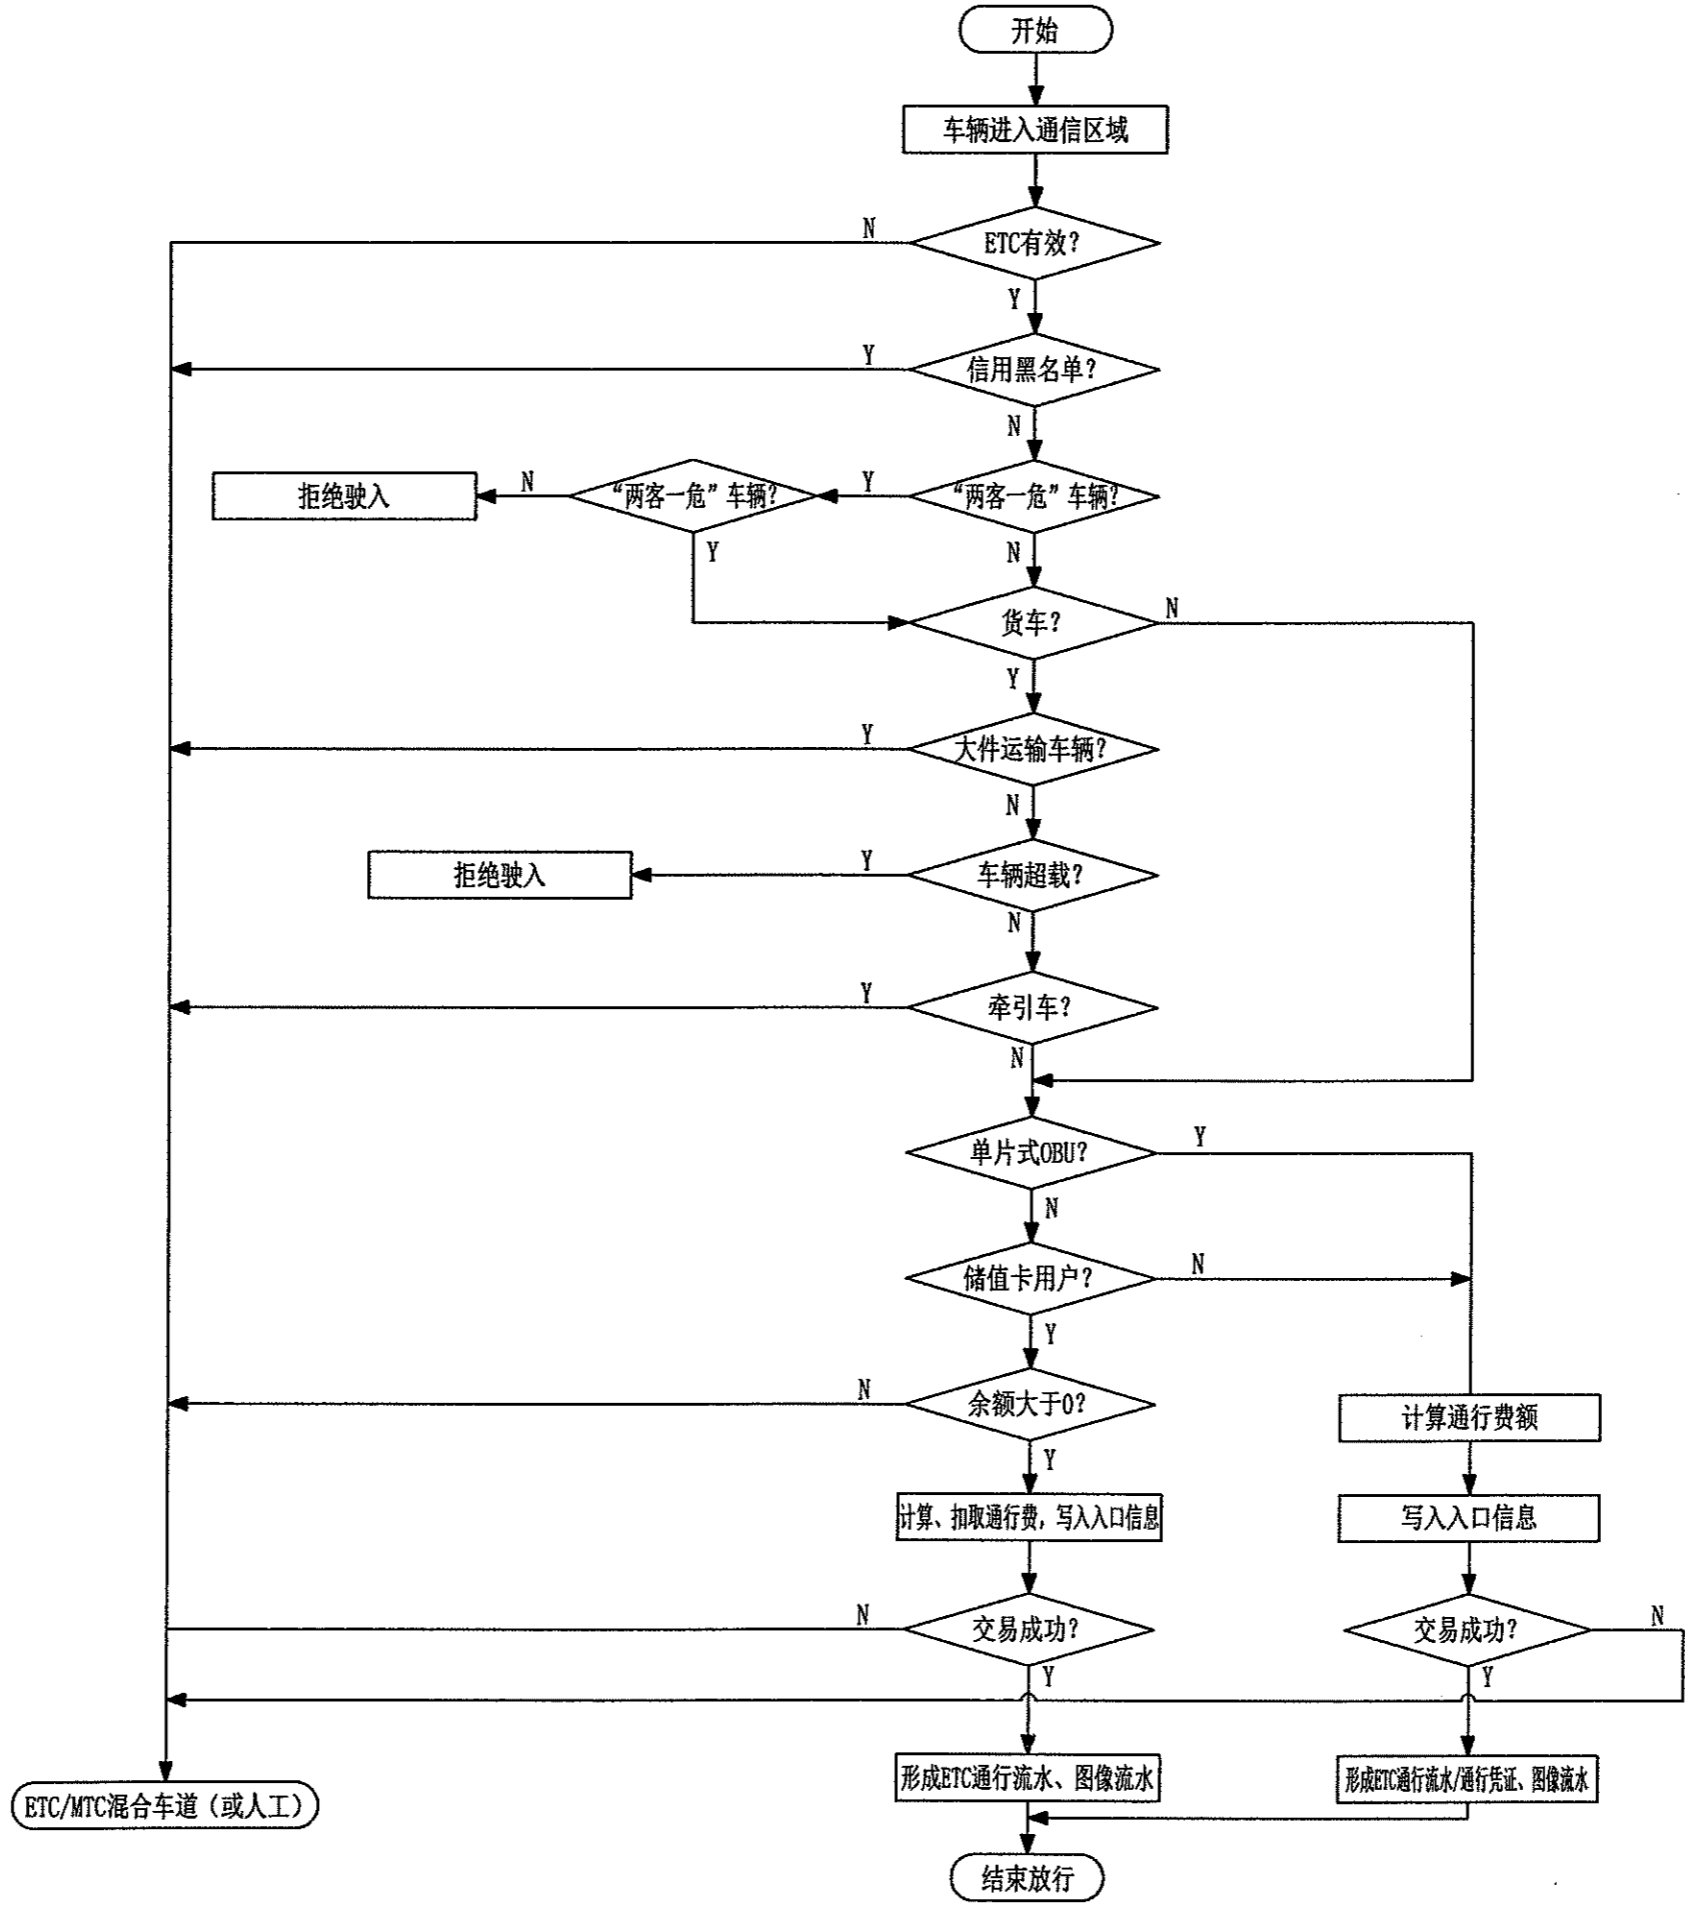 开始
车辆进入通信区域
N
ETC有效?
Y
Y
信用黑名单?
N
拒绝驶入
N
“两客一危”车辆?
Y
“两客一危”车辆?
Y
N
货车?
N
Y
Y
大件运输车辆?
N
拒绝驶入
Y
车辆超载?
N
Y
牵引车?
N
单片式OBU?
Y
N
储值卡用户?
N
Y
N
余额大于0?
计算通行费额
Y
计算、扣取通行费,写入入口信息
写入入口信息
N
交易成功?
交易成功?
N
Y
Y
ETC/MTC混合车道(或人工)
形成ETC通行流水、图像流水
形成ETC通行流水/通行凭证、图像流水
结束放行